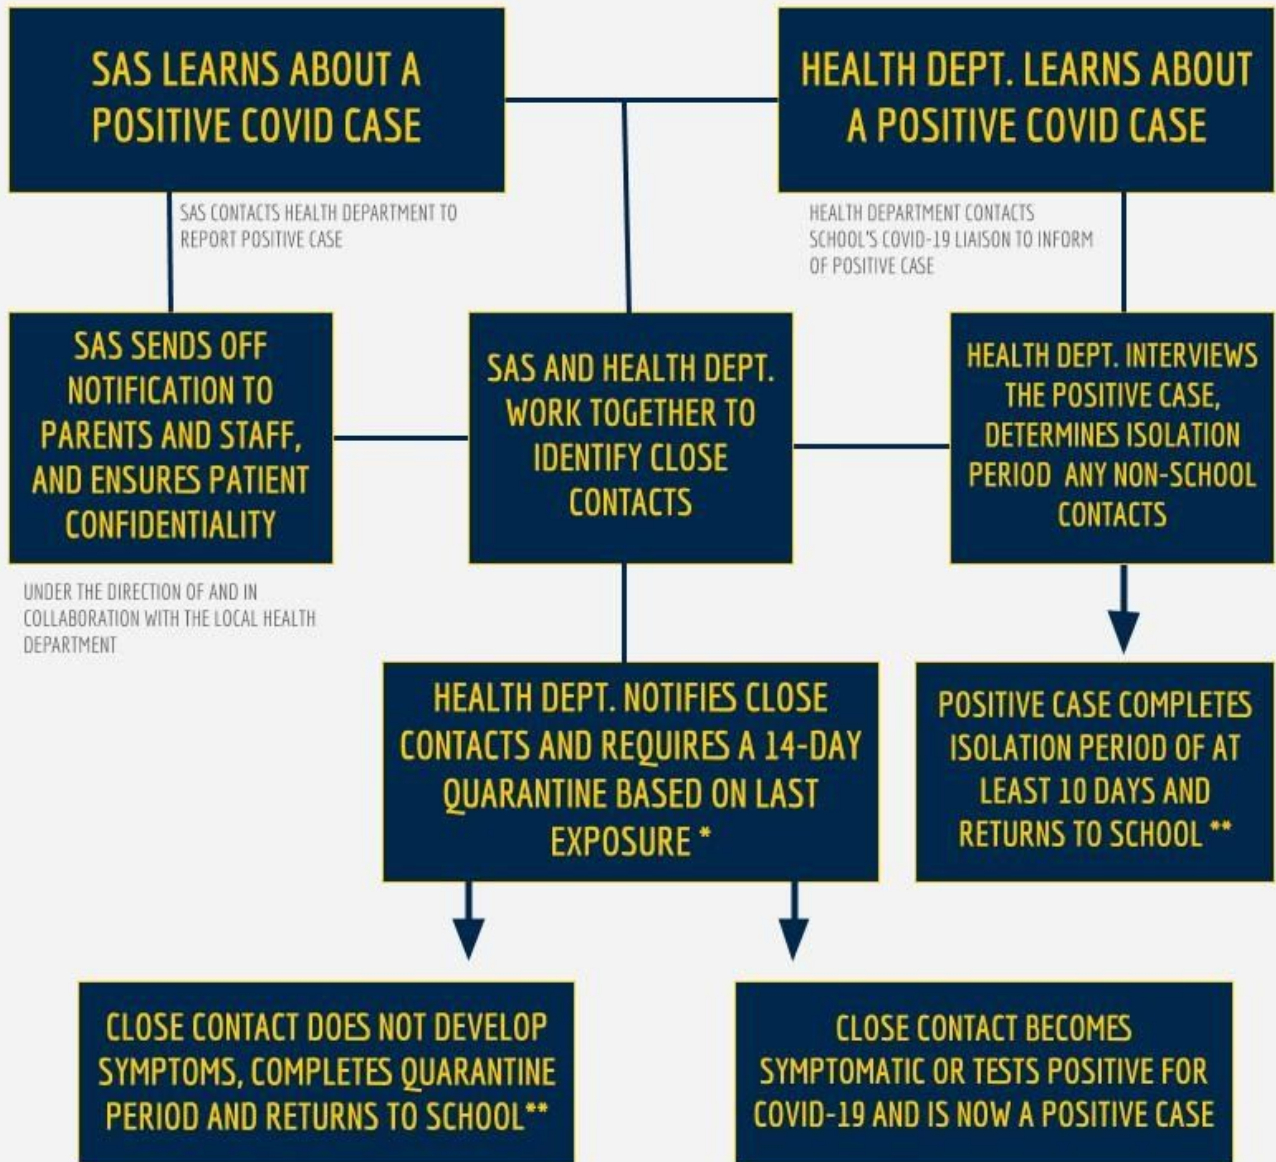 SAS LEARNS ABOUT A
POSITIVE COVID CASE
HEALTH DEPT. LEARNS ABOUT
A POSITIVE COVID CASE
SAS CONTACTS HEALTH DEPARTMENT TO
REPORT POSITIVE CASE
HEALTH DEPARTMENT CONTACTS
SCHOOL'S COVID-19 LIAISON TO INFORM
OF POSITIVE CASE
SAS SENDS OFF
NOTIFICATION TO
PARENTS AND STAFF,
AND ENSURES PATIENT
CONFIDENTIALITY
SAS AND HEALTH DEPT.
WORK TOGETHER TO
IDENTIFY CLOSE
CONTACTS
HEALTH DEPT. INTERVIEWS
THE POSITIVE CASE,
DETERMINES ISOLATION
PERIOD ANY NON-SCHOOL
CONTACTS
UNDER THE DIRECTION OF AND IN
COLLABORATION WITH THE LOCAL HEALTH
DEPARTMENT
HEALTH DEPT. NOTIFIES CLOSE
CONTACTS AND REQUIRES A 14-DAY
QUARANTINE BASED ON LAST
EXPOSURE *
POSITIVE CASE COMPLETES
ISOLATION PERIOD OF AT
LEAST 10 DAYS AND
RETURNS TO SCHOOL **
CLOSE CONTACT DOES NOT DEVELOP
SYMPTOMS, COMPLETES QUARANTINE
PERIOD AND RETURNS TO SCHOOL**
CLOSE CONTACT BECOMES
SYMPTOMATIC OR TESTS POSITIVE FOR
COVID-19 AND IS NOW A POSITIVE CASE